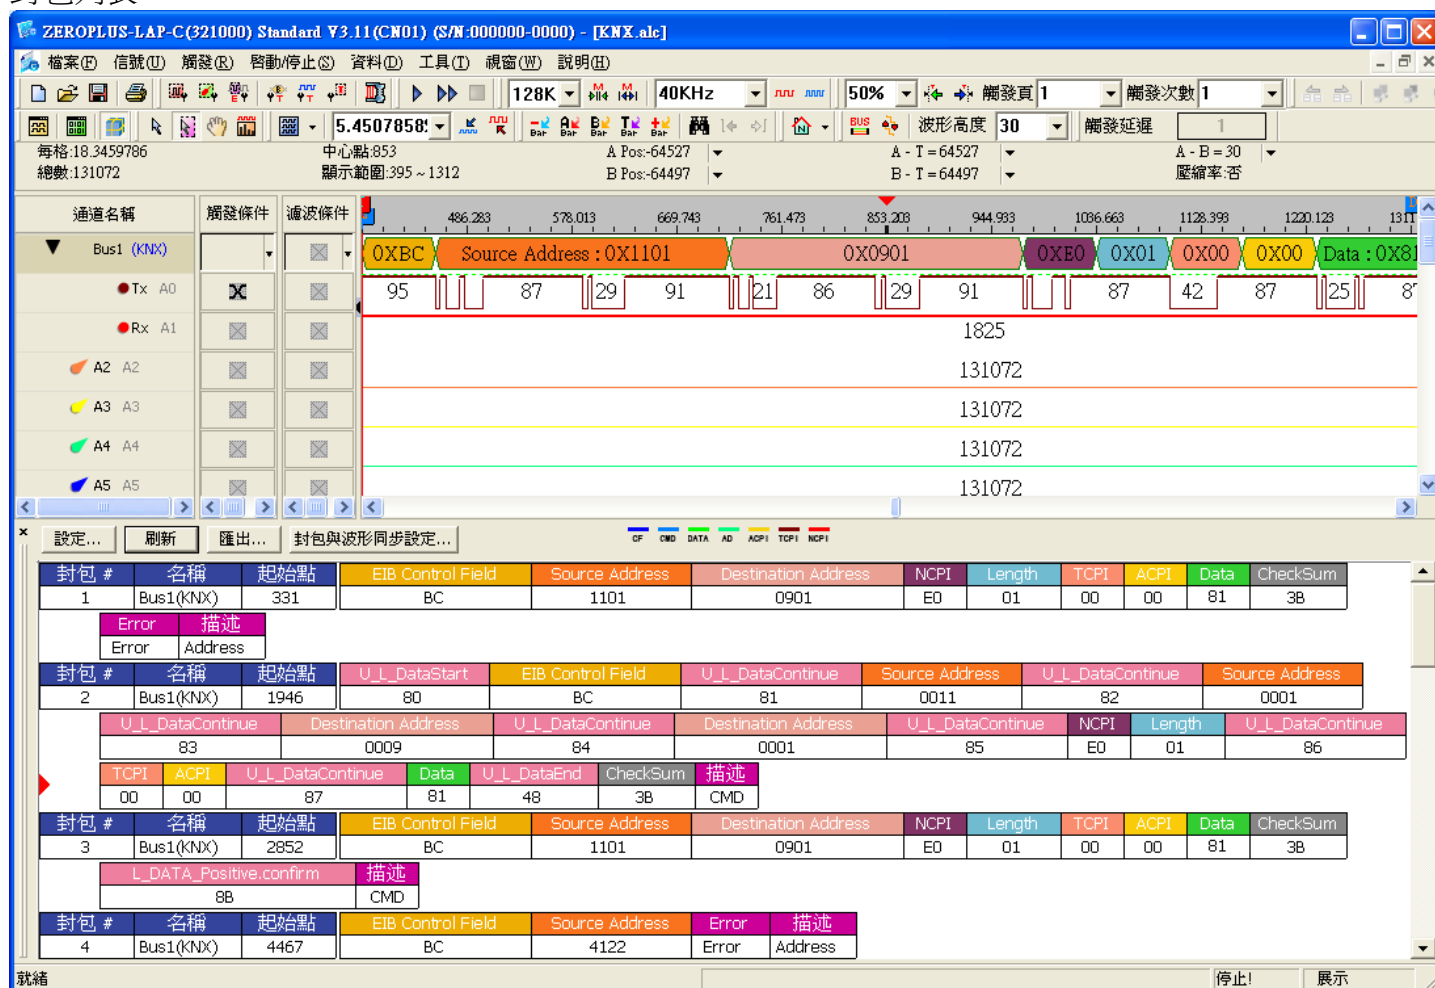 ZEROPLUS-LAP-C(321000) Standard V3.11(CN01) (S/N:000000-0000) - [KNX.alc]
檔案(F) 信號(U) 觸發(R) 啓動/停止(S) 資料(D) 工具(T) 視窗(W) 說明(H)
128K 40KHz 50% 觸發頁 1 觸發次數 1
5.4507858 波形高度 30 觸發延遲 1
每格:18.3459786 中心點:853 A Pos:-64527 A - T = 64527 A - B = 30
總數:131072 顯示範圍:395 ~ 1312 B Pos:-64497 B - T = 64497 壓縮率:否
通道名稱 觸發條件 濾波條件 486.283 578.013 669.743 761.473 853.203 944.933 1036.663 1128.393 1220.123 1311
Bus1 (KNX) 0XBC Source Address : 0X1101 0X0901 0XE0 0X01 0X00 0X00 Data : 0X81
Tx A0 95 87 29 91 21 86 29 91 87 42 87 25 8
Rx A1 1825
A2 A2 131072
A3 A3 131072
A4 A4 131072
A5 A5 131072
設定... 刷新 匯出... 封包與波形同步設定... CF CMD DATA AD ACPI TCPI NCPI
封包 # 名稱 起始點 EIB Control Field Source Address Destination Address NCPI Length TCPI ACPI Data CheckSum
1 Bus1(KNX) 331 BC 1101 0901 E0 01 00 00 81 3B
Error 描述
Error Address
封包 # 名稱 起始點 U_L_DataStart EIB Control Field U_L_DataContinue Source Address U_L_DataContinue Source Address
2 Bus1(KNX) 1946 80 BC 81 0011 82 0001
U_L_DataContinue Destination Address U_L_DataContinue Destination Address U_L_DataContinue NCPI Length U_L_DataContinue
83 0009 84 0001 85 E0 01 86
TCPI ACPI U_L_DataContinue Data U_L_DataEnd CheckSum 描述
00 00 87 81 48 3B CMD
封包 # 名稱 起始點 EIB Control Field Source Address Destination Address NCPI Length TCPI ACPI Data CheckSum
3 Bus1(KNX) 2852 BC 1101 0901 E0 01 00 00 81 3B
L_DATA_Positive.confirm 描述
8B CMD
封包 # 名稱 起始點 EIB Control Field Source Address Error 描述
4 Bus1(KNX) 4467 BC 4122 Error Address
就緒 停止! 展示